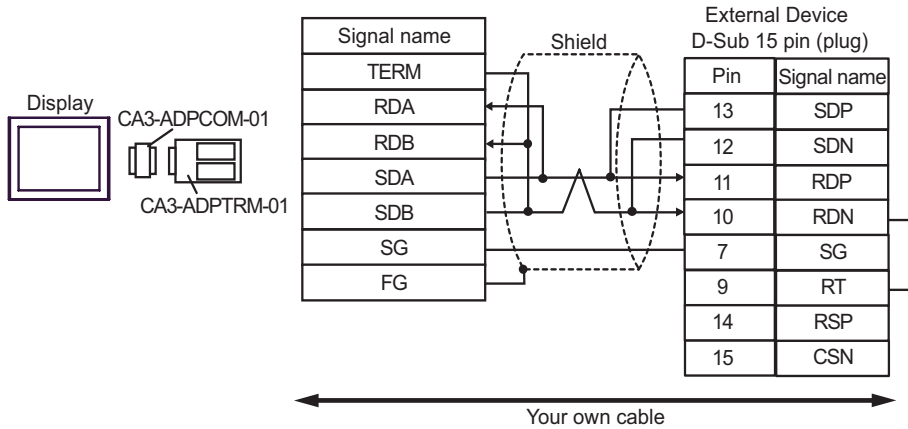 External Device
D-Sub 15 pin (plug)
Signal name
Shield
Pin Signal name
TERM
RDA
RDB
SDA
SDB
SG
FG
13 SDP
12 SDN
11 RDP
10 RDN
7 SG
9 RT
14 RSP
15 CSN
Display
CA3-ADPCOM-01
CA3-ADPTRM-01
Your own cable